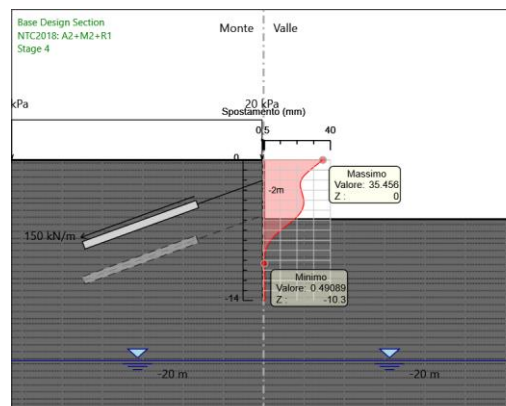 Base Design Section
NTC2018: A2+M2+R1
Stage 4
Monte
Valle
kPa
20 kPa
Spostamento (mm)
0.5
40
0
-2m
Massimo
Valore: 35.456
Z : 0
150 kN/m
Minimo
Valore: 0.49089
Z : -10.3
-14
-20 m
-20 m